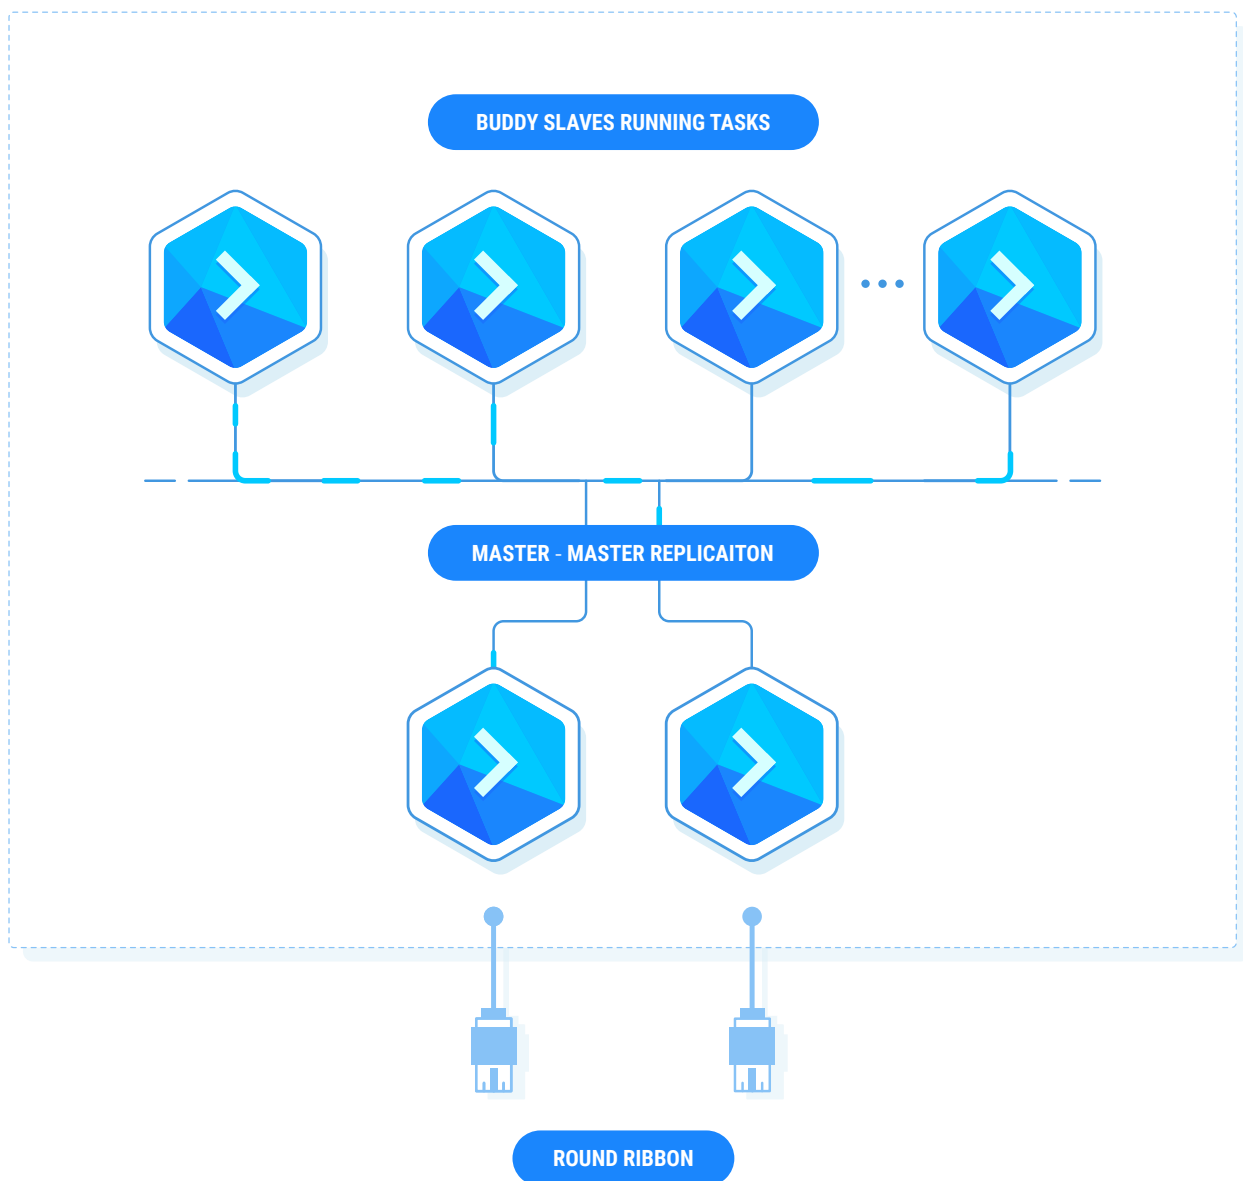 BUDDY SLAVES RUNNING TASKS
MASTER - MASTER REPLICAITON
ROUND RIBBON